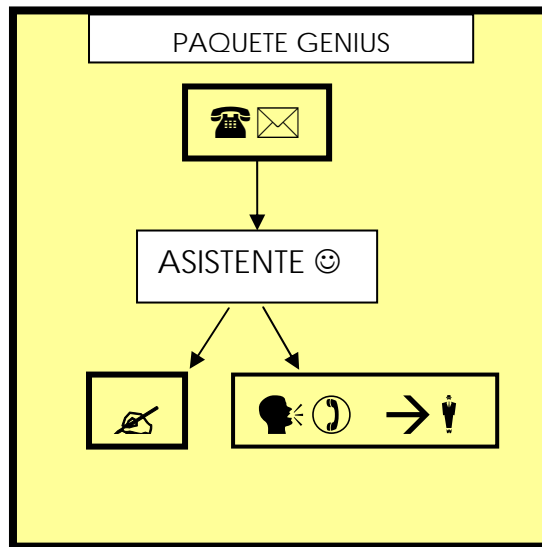 PAQUETE GENIUS
☎✉
ASISTENTE ☺
✍
🗣✆ →🕴